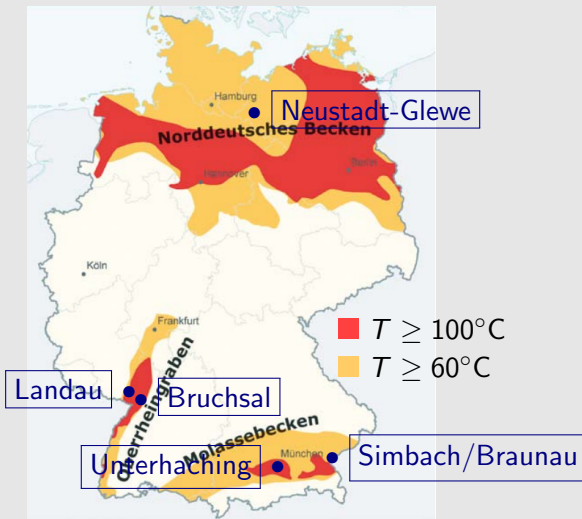 Hamburg
Neustadt-Glewe
Norddeutsches Becken
Hannover
Berlin
Köln
Frankfurt
T ≥ 100°C
T ≥ 60°C
Landau
Bruchsal
Oberrheingraben
Molassebecken
München
Unterhaching
Simbach/Braunau